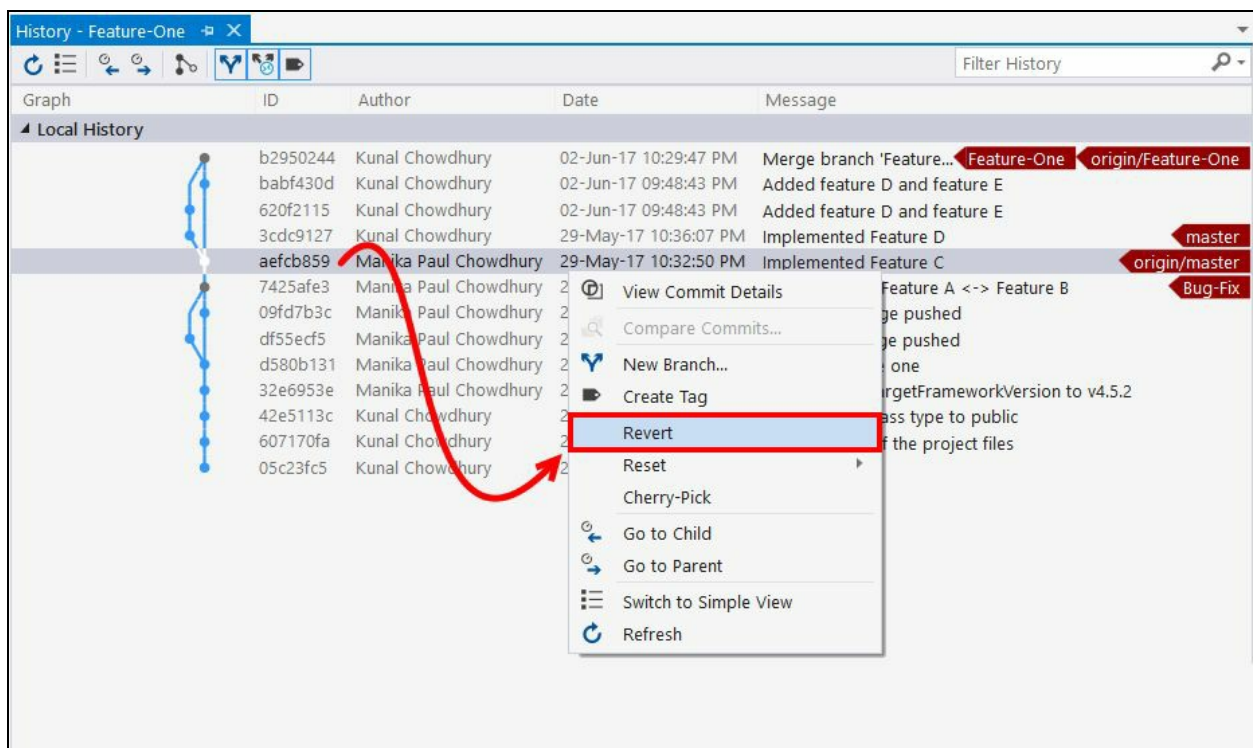 History - Feature-One
Filter History
Graph ID Author Date Message
Local History
b2950244 Kunal Chowdhury 02-Jun-17 10:29:47 PM Merge branch 'Feature... Feature-One origin/Feature-One
babf430d Kunal Chowdhury 02-Jun-17 09:48:43 PM Added feature D and feature E
620f2115 Kunal Chowdhury 02-Jun-17 09:48:43 PM Added feature D and feature E
3cdc9127 Kunal Chowdhury 29-May-17 10:36:07 PM Implemented Feature D master
aefcb859 Manika Paul Chowdhury 29-May-17 10:32:50 PM Implemented Feature C origin/master
7425afe3 Manika Paul Chowdhury 2 Feature A <-> Feature B Bug-Fix
09fd7b3c Manika Paul Chowdhury 2 ge pushed
df55ecf5 Manika Paul Chowdhury 2 ge pushed
d580b131 Manika Paul Chowdhury 2 one
32e6953e Manika Paul Chowdhury 2 rgetFrameworkVersion to v4.5.2
42e5113c Kunal Chowdhury 2 ass type to public
607170fa Kunal Chowdhury 2 f the project files
05c23fc5 Kunal Chowdhury 2
View Commit Details
Compare Commits...
New Branch...
Create Tag
Revert
Reset
Cherry-Pick
Go to Child
Go to Parent
Switch to Simple View
Refresh